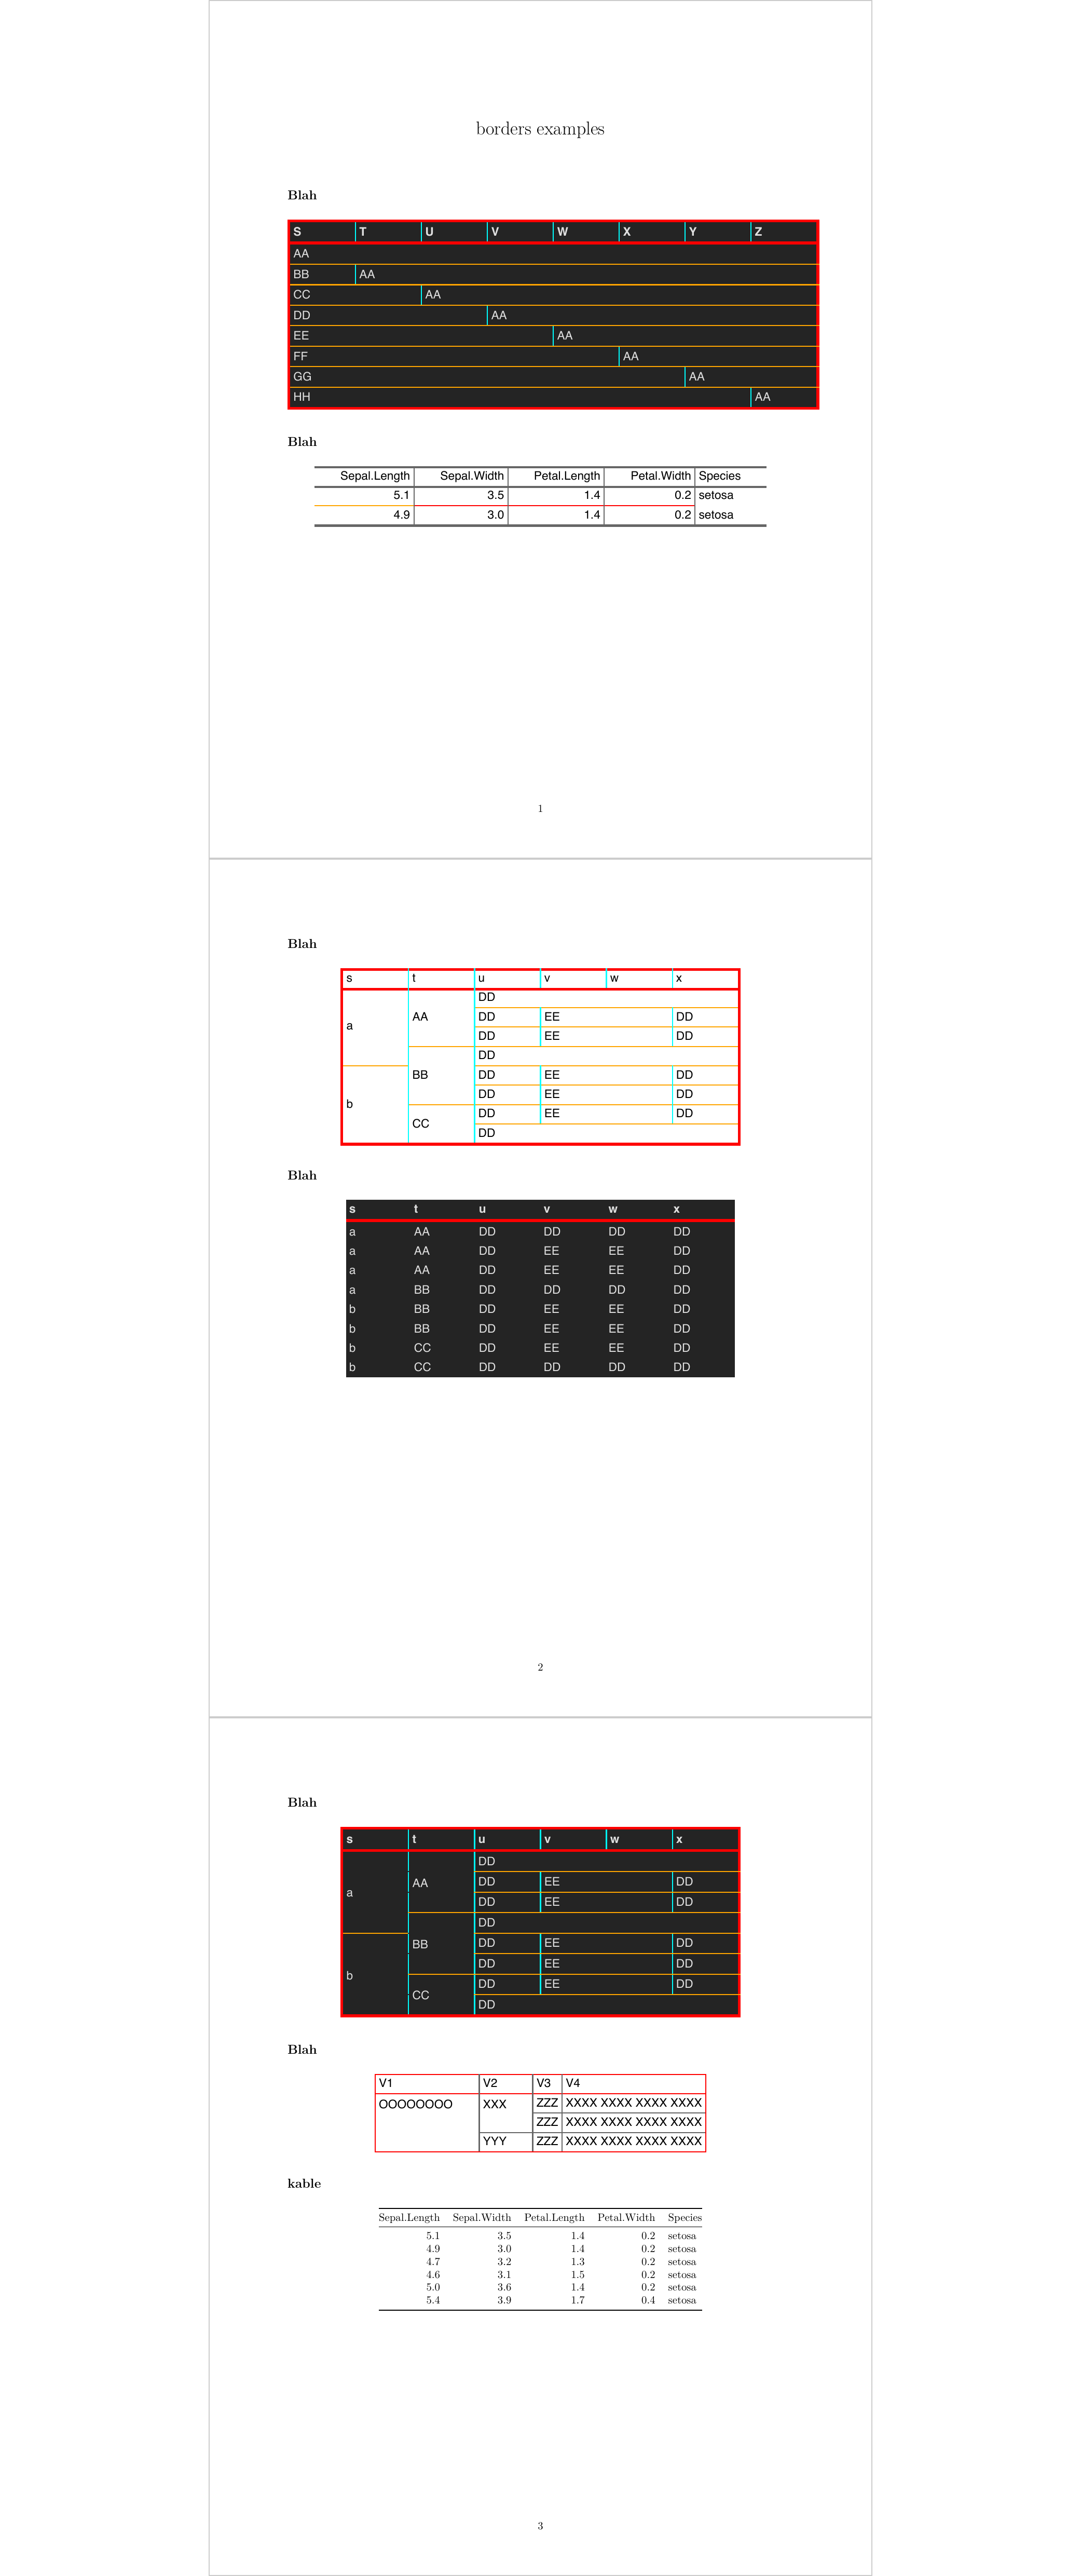 borders examples
Blah
S T U V W X Y Z
AA
BB AA
CC AA
DD AA
EE AA
FF AA
GG AA
HH AA
Blah
Sepal.Length Sepal.Width Petal.Length Petal.Width Species
5.1 3.5 1.4 0.2 setosa
4.9 3.0 1.4 0.2 setosa
1
Blah
s t u v w x
DD
a AA DD EE DD
DD EE DD
DD
b BB DD EE DD
DD EE DD
CC DD EE DD
DD
Blah
s t u v w x
a AA DD DD DD DD
a AA DD EE EE DD
a AA DD EE EE DD
a BB DD DD DD DD
b BB DD EE EE DD
b BB DD EE EE DD
b CC DD EE EE DD
b CC DD DD DD DD
2
Blah
s t u v w x
DD
a AA DD EE DD
DD EE DD
DD
b BB DD EE DD
DD EE DD
CC DD EE DD
DD
Blah
V1 V2 V3 V4
OOOOOOOO XXX ZZZ XXXX XXXX XXXX XXXX
ZZZ XXXX XXXX XXXX XXXX
YYY ZZZ XXXX XXXX XXXX XXXX
kable
Sepal.Length Sepal.Width Petal.Length Petal.Width Species
5.1 3.5 1.4 0.2 setosa
4.9 3.0 1.4 0.2 setosa
4.7 3.2 1.3 0.2 setosa
4.6 3.1 1.5 0.2 setosa
5.0 3.6 1.4 0.2 setosa
5.4 3.9 1.7 0.4 setosa
3